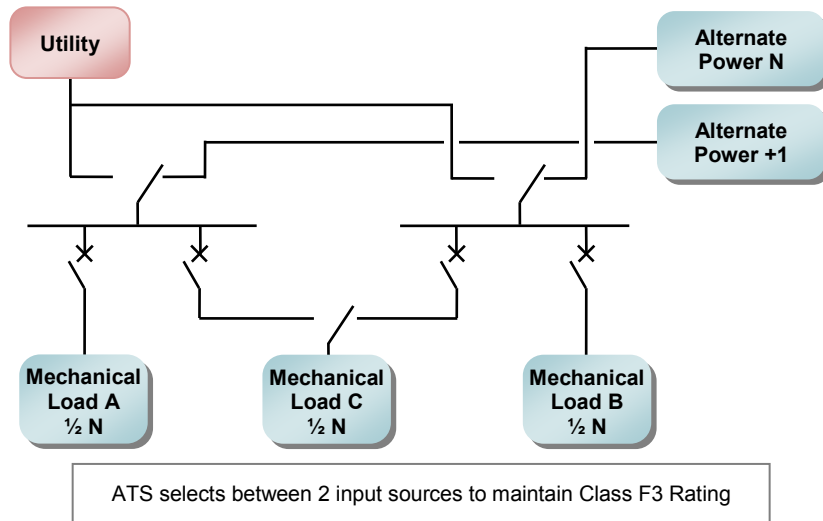 Utility
Alternate
Power N
Alternate
Power +1
Mechanical
Load A
½ N
Mechanical
Load C
½ N
Mechanical
Load B
½ N
ATS selects between 2 input sources to maintain Class F3 Rating